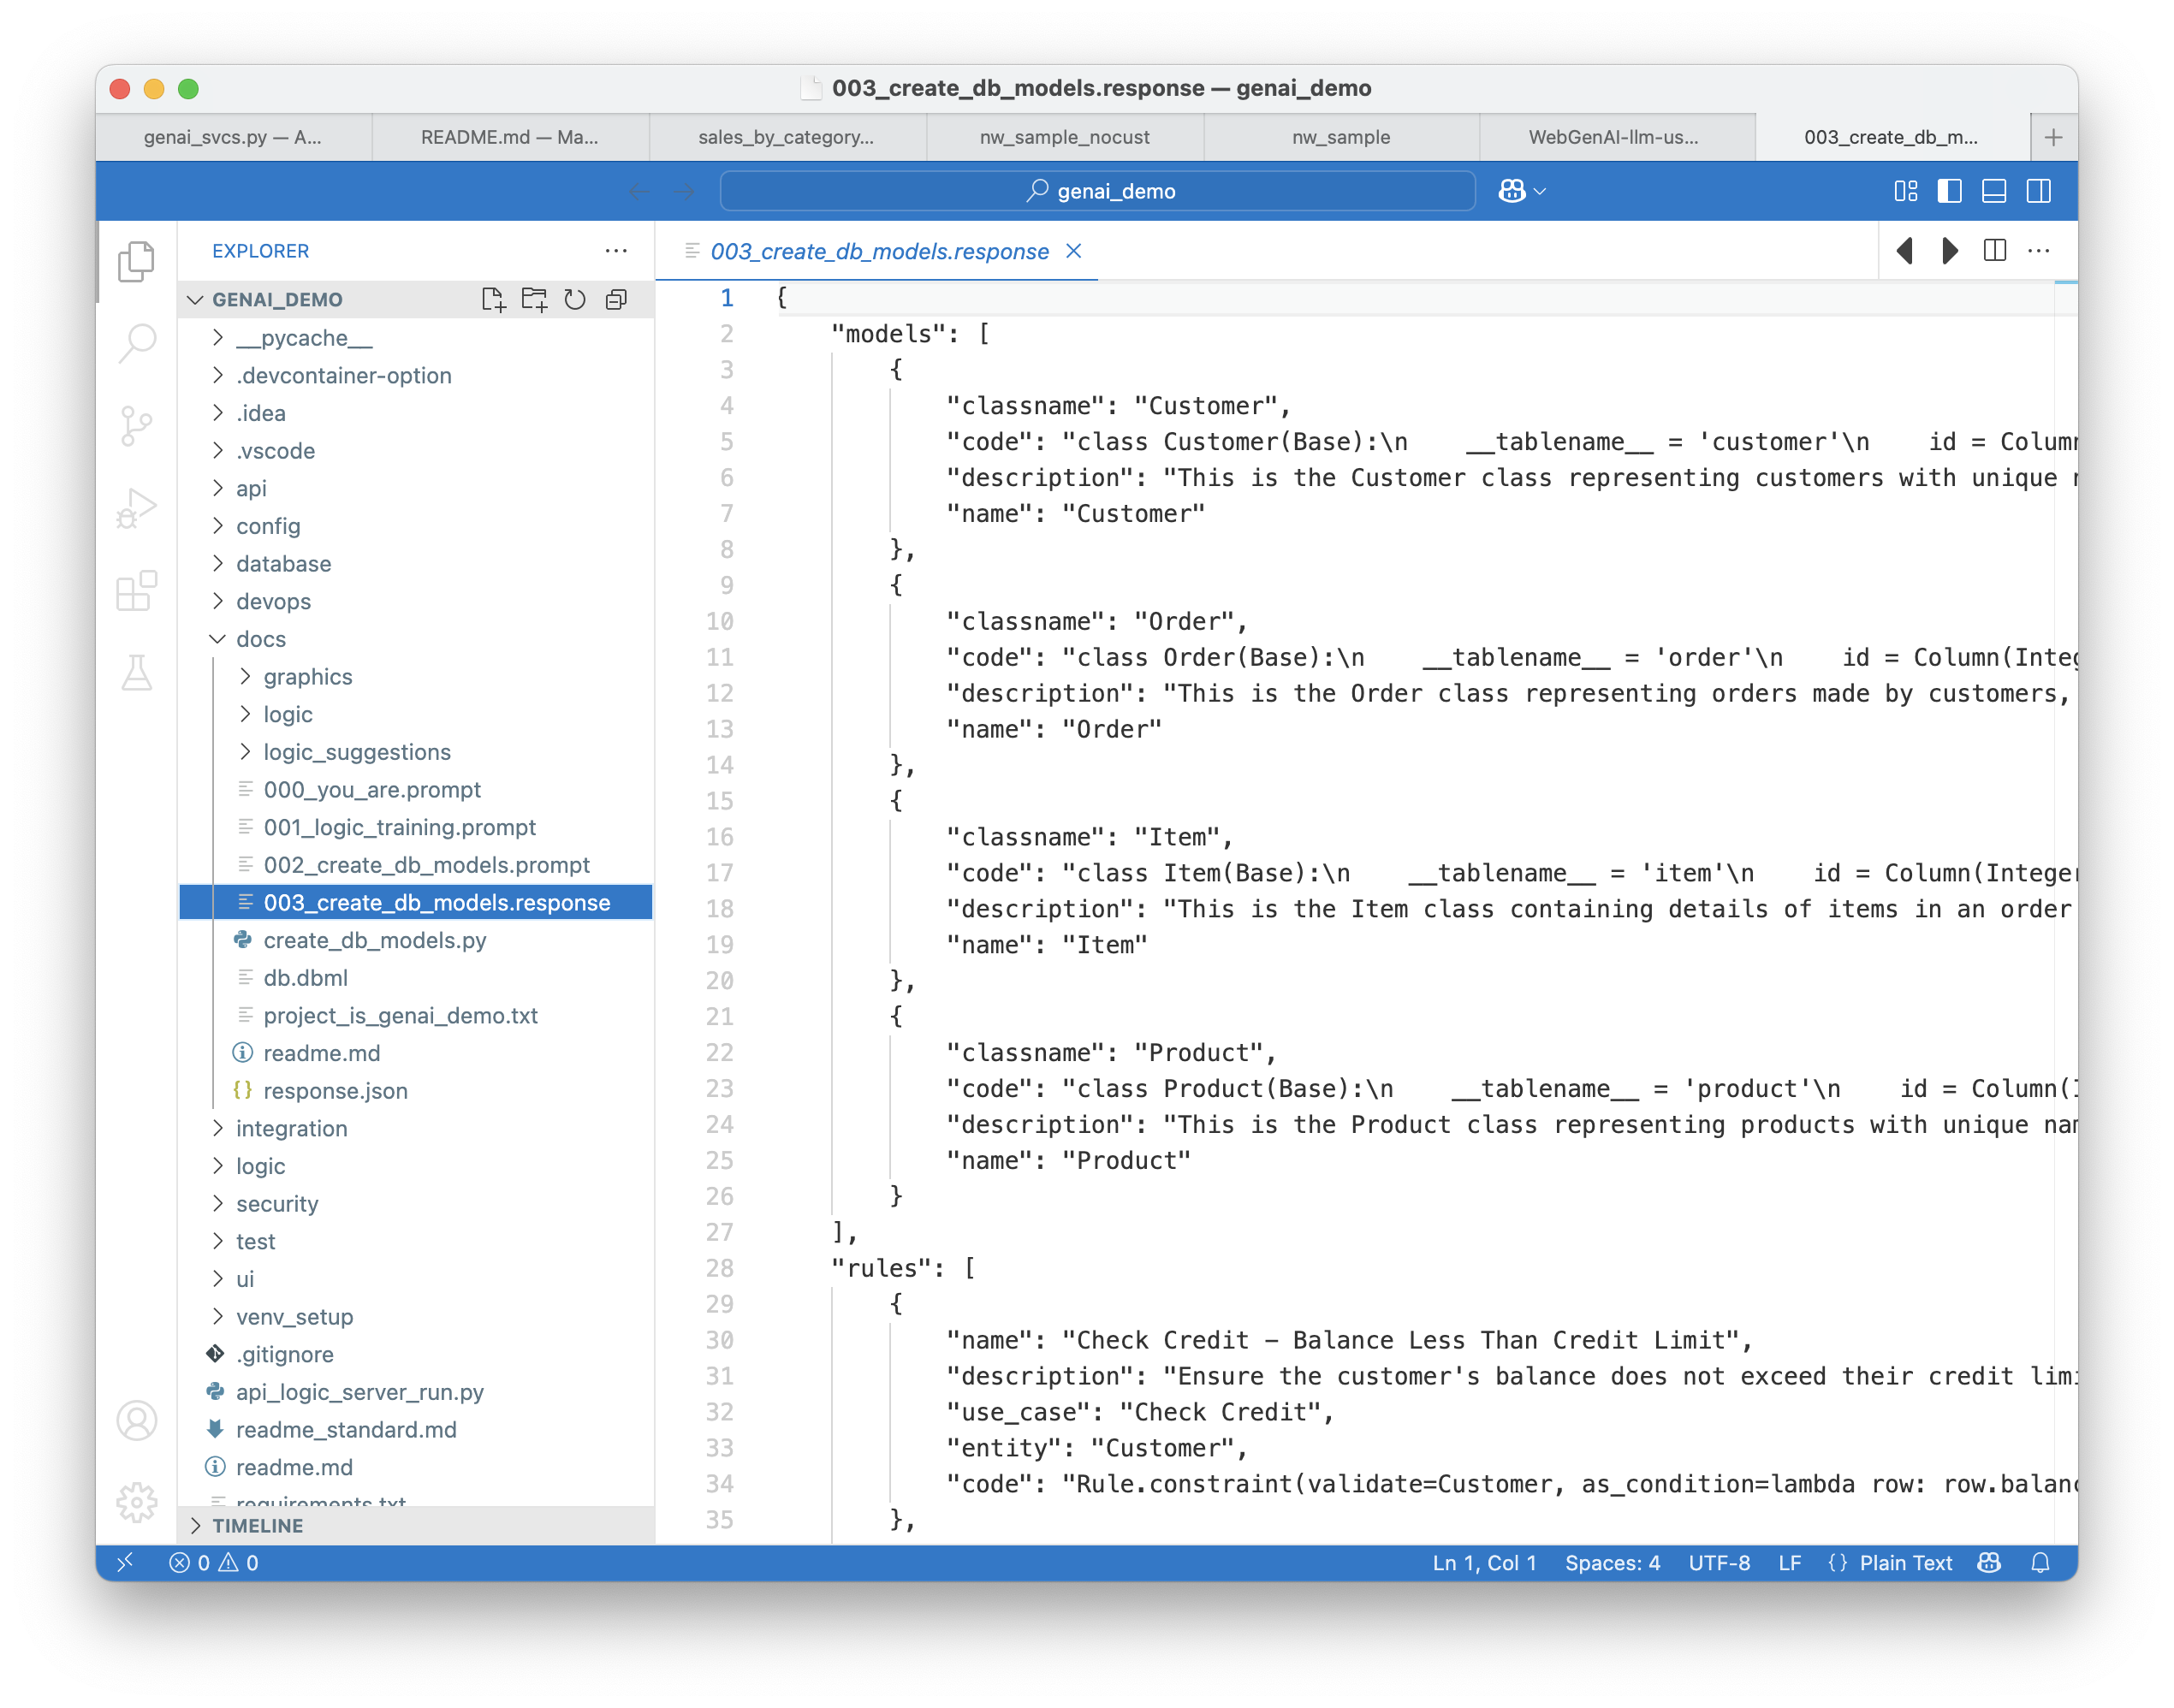 003_create_db_models.response — genai_demo
genai_svcs.py — A...
README.md — Ma...
sales_by_category...
nw_sample_nocust
nw_sample
WebGenAI-llm-us...
003_create_db_m...
genai_demo
EXPLORER
GENAI_DEMO
__pycache__
.devcontainer-option
.idea
.vscode
api
config
database
devops
docs
graphics
logic
logic_suggestions
000_you_are.prompt
001_logic_training.prompt
002_create_db_models.prompt
003_create_db_models.response
create_db_models.py
db.dbml
project_is_genai_demo.txt
readme.md
response.json
integration
logic
security
test
ui
venv_setup
.gitignore
api_logic_server_run.py
readme_standard.md
readme.md
requirements.txt
TIMELINE
003_create_db_models.response
1 {
2 "models": [
3 {
4 "classname": "Customer",
5 "code": "class Customer(Base):\n    __tablename__ = 'customer'\n    id = Column
6 "description": "This is the Customer class representing customers with unique
7 "name": "Customer"
8 },
9 {
10 "classname": "Order",
11 "code": "class Order(Base):\n    __tablename__ = 'order'\n    id = Column(Integ
12 "description": "This is the Order class representing orders made by customers,
13 "name": "Order"
14 },
15 {
16 "classname": "Item",
17 "code": "class Item(Base):\n    __tablename__ = 'item'\n    id = Column(Integer
18 "description": "This is the Item class containing details of items in an order
19 "name": "Item"
20 },
21 {
22 "classname": "Product",
23 "code": "class Product(Base):\n    __tablename__ = 'product'\n    id = Column(I
24 "description": "This is the Product class representing products with unique nam
25 "name": "Product"
26 }
27 ],
28 "rules": [
29 {
30 "name": "Check Credit - Balance Less Than Credit Limit",
31 "description": "Ensure the customer's balance does not exceed their credit limi
32 "use_case": "Check Credit",
33 "entity": "Customer",
34 "code": "Rule.constraint(validate=Customer, as_condition=lambda row: row.balanc
35 },
0 0
Ln 1, Col 1
Spaces: 4
UTF-8
LF
{} Plain Text